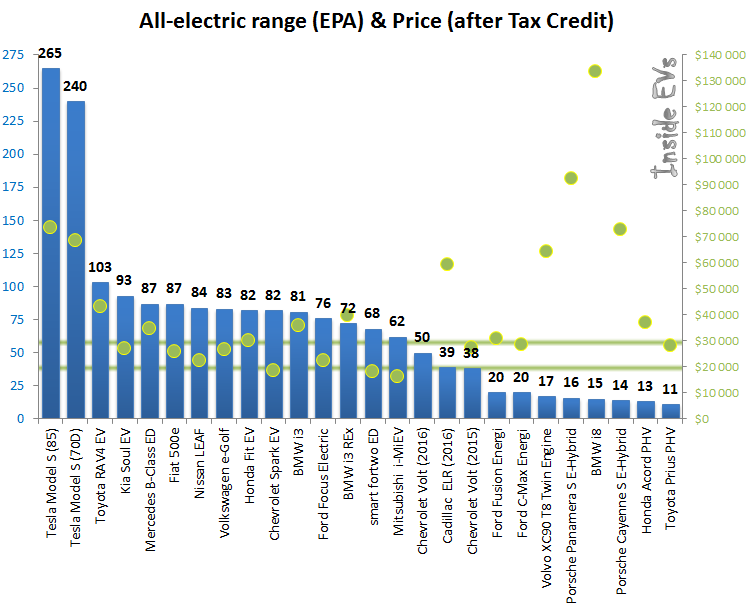 All-electric range (EPA) & Price (after Tax Credit)
275
250
225
200
175
150
125
100
75
50
25
0
265
240
103
93
87
87
84
83
82
82
81
76
72
68
62
50
39
38
20
20
17
16
15
14
13
11
$140 000
$130 000
$120 000
$110 000
$100 000
$90 000
$80 000
$70 000
$60 000
$50 000
$40 000
$30 000
$20 000
$10 000
$0
Inside EVs
Tesla Model S (85)
Tesla Model S (70D)
Toyota RAV4 EV
Kia Soul EV
Mercedes B-Class ED
Fiat 500e
Nissan LEAF
Volkswagen e-Golf
Honda Fit EV
Chevrolet Spark EV
BMW i3
Ford Focus Electric
BMW i3 REx
smart fortwo ED
Mitsubishi i-MiEV
Chevrolet Volt (2016)
Cadillac ELR (2016)
Chevrolet Volt (2015)
Ford Fusion Energi
Ford C-Max Energi
Volvo XC90 T8 Twin Engine
Porsche Panamera S E-Hybrid
BMW i8
Porsche Cayenne S E-Hybrid
Honda Acord PHV
Toyota Prius PHV